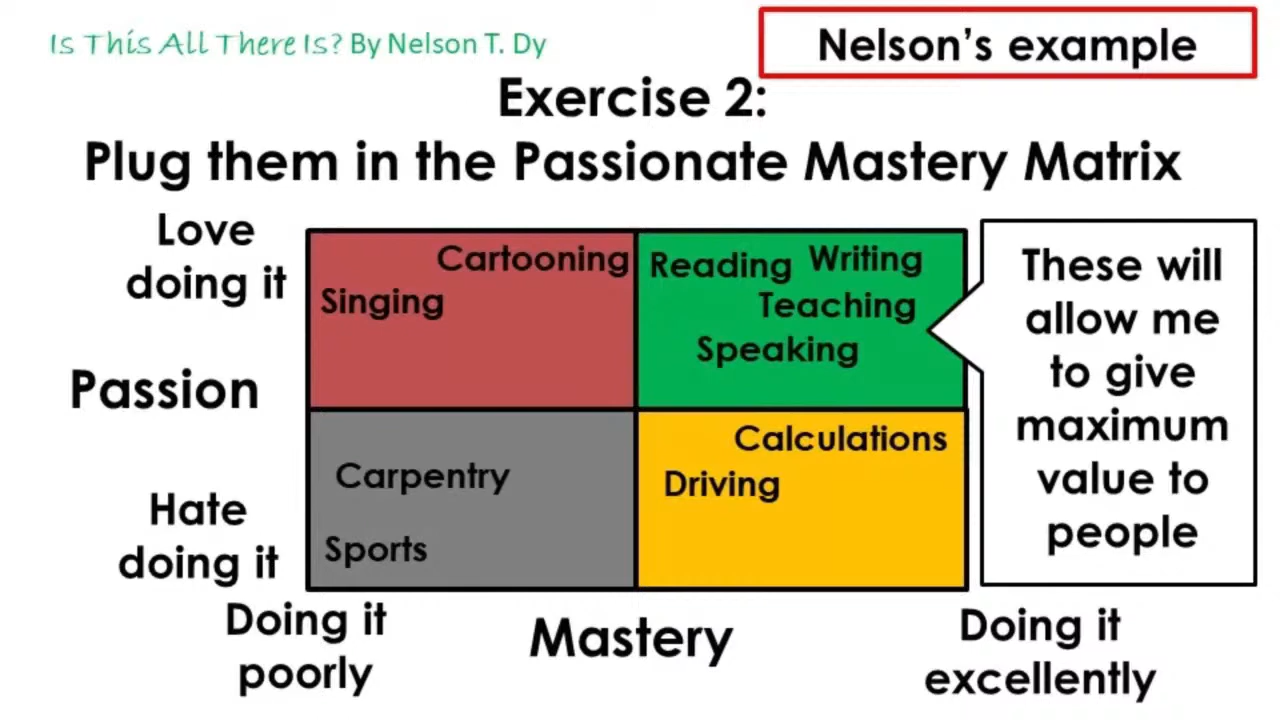 Is This All There Is? By Nelson T. Dy
Nelson's example
Exercise 2:
Plug them in the Passionate Mastery Matrix
Love
doing it
Passion
Hate
doing it
Cartooning
Singing
Reading Writing
Teaching
Speaking
Carpentry
Sports
Calculations
Driving
These will
allow me
to give
maximum
value to
people
Doing it
poorly
Mastery
Doing it
excellently